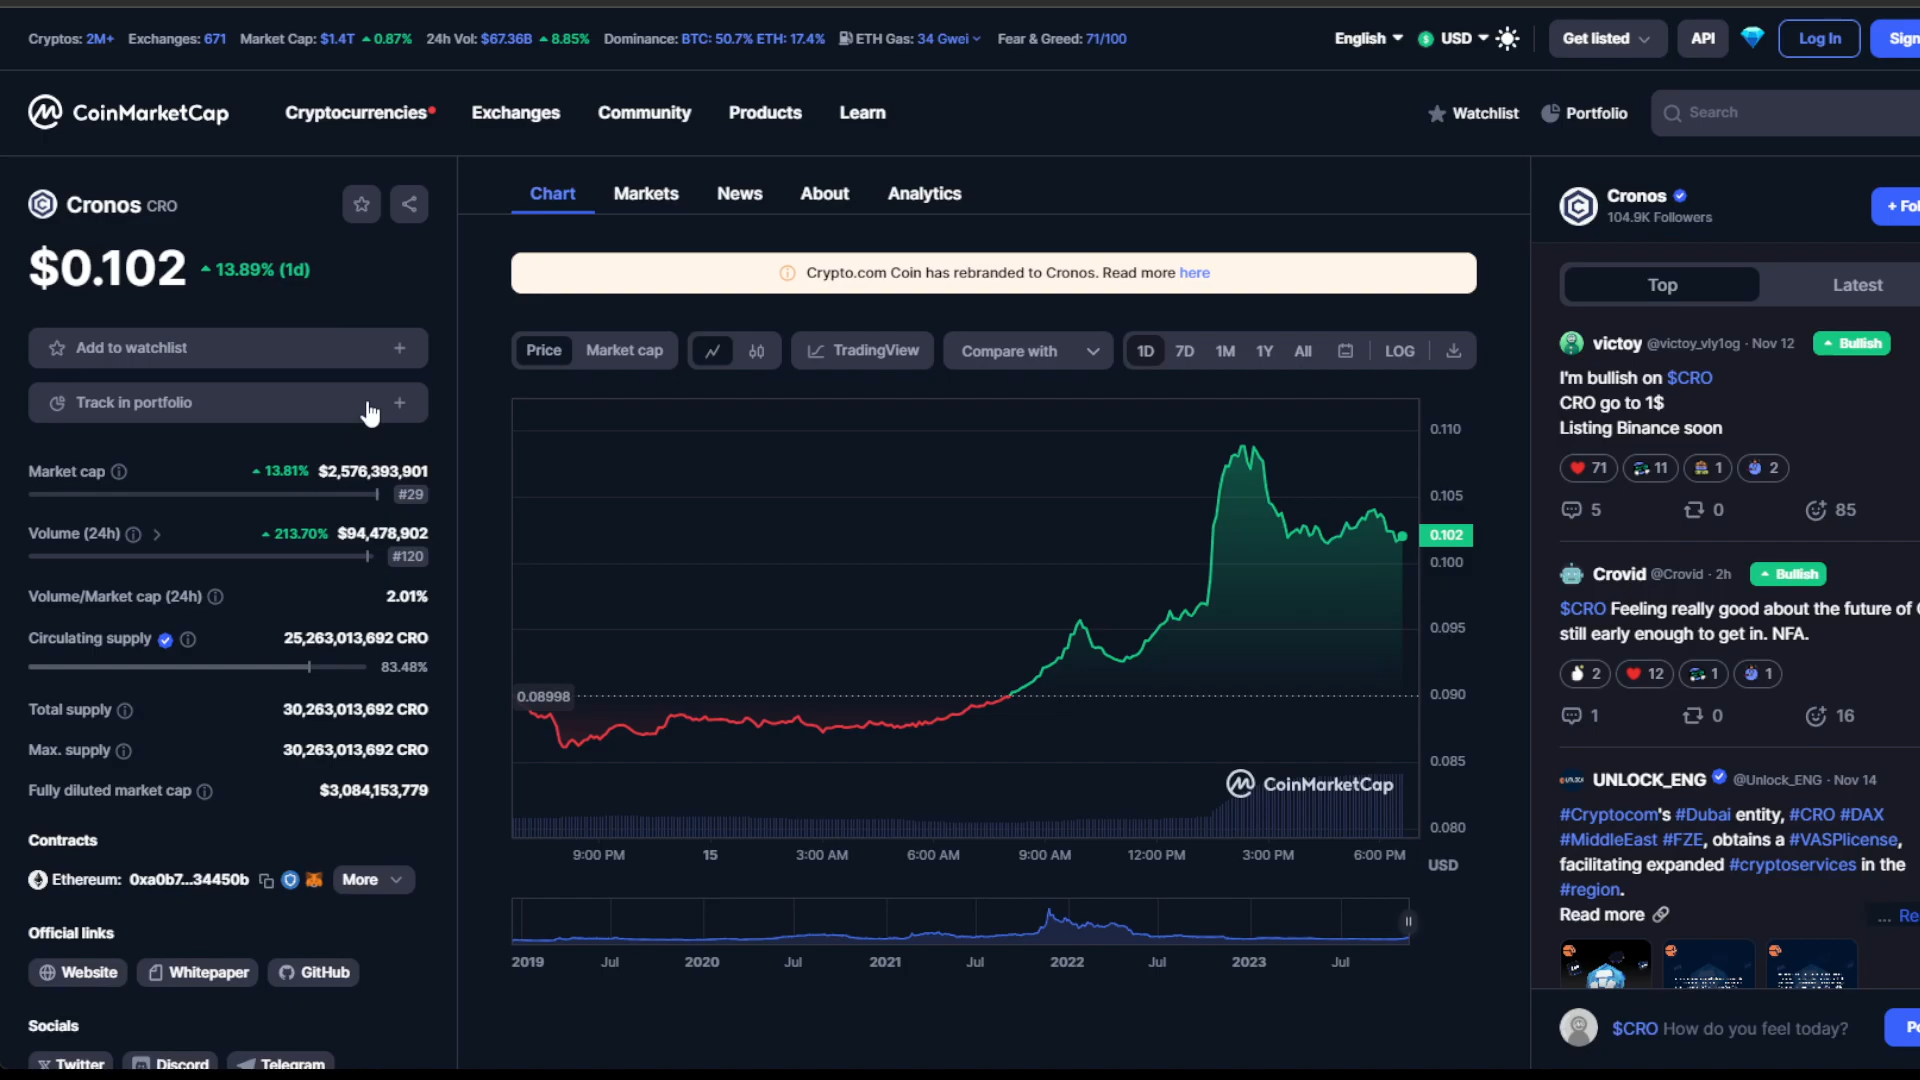 Cryptos: 2M+ Exchanges: 671 Market Cap: $1.4T 0.87% 24h Vol: $67.36B 8.85% Dominance: BTC: 50.7% ETH: 17.4% ETH Gas: 34 Gwei Fear & Greed: 71/100
English USD Get listed API Log In Sign
CoinMarketCap Cryptocurrencies Exchanges Community Products Learn Watchlist Portfolio Search
Cronos CRO
$0.102 13.89% (1d)
Add to watchlist +
Track in portfolio +
Market cap 13.81% $2,576,393,901
#29
Volume (24h) 213.70% $94,478,902
#120
Volume/Market cap (24h) 2.01%
Circulating supply 25,263,013,692 CRO
83.48%
Total supply 30,263,013,692 CRO
Max. supply 30,263,013,692 CRO
Fully diluted market cap $3,084,153,779
Contracts
Ethereum: 0xa0b7...34450b More
Official links
Website Whitepaper GitHub
Socials
Twitter Discord Telegram
Chart Markets News About Analytics
Crypto.com Coin has rebranded to Cronos. Read more here
Price Market cap TradingView Compare with 1D 7D 1M 1Y All LOG
0.110
0.105
0.102
0.100
0.095
0.08998
0.090
0.085
CoinMarketCap
0.080
9:00 PM 15 3:00 AM 6:00 AM 9:00 AM 12:00 PM 3:00 PM 6:00 PM USD
2019 Jul 2020 Jul 2021 Jul 2022 Jul 2023 Jul
Cronos
104.9K Followers
+ Fol
Top Latest
victoy @victoy_vly1og · Nov 12 Bullish
I'm bullish on $CRO
CRO go to 1$
Listing Binance soon
71 11 1 2
5 0 85
Crovid @Crovid · 2h Bullish
$CRO Feeling really good about the future of
still early enough to get in. NFA.
2 12 1 1
1 0 16
UNLOCK_ENG @Unlock_ENG · Nov 14
#Cryptocom's #Dubai entity, #CRO #DAX
#MiddleEast #FZE, obtains a #VASPlicense,
facilitating expanded #cryptoservices in the
#region.
Read more ... Re
$CRO How do you feel today? Po